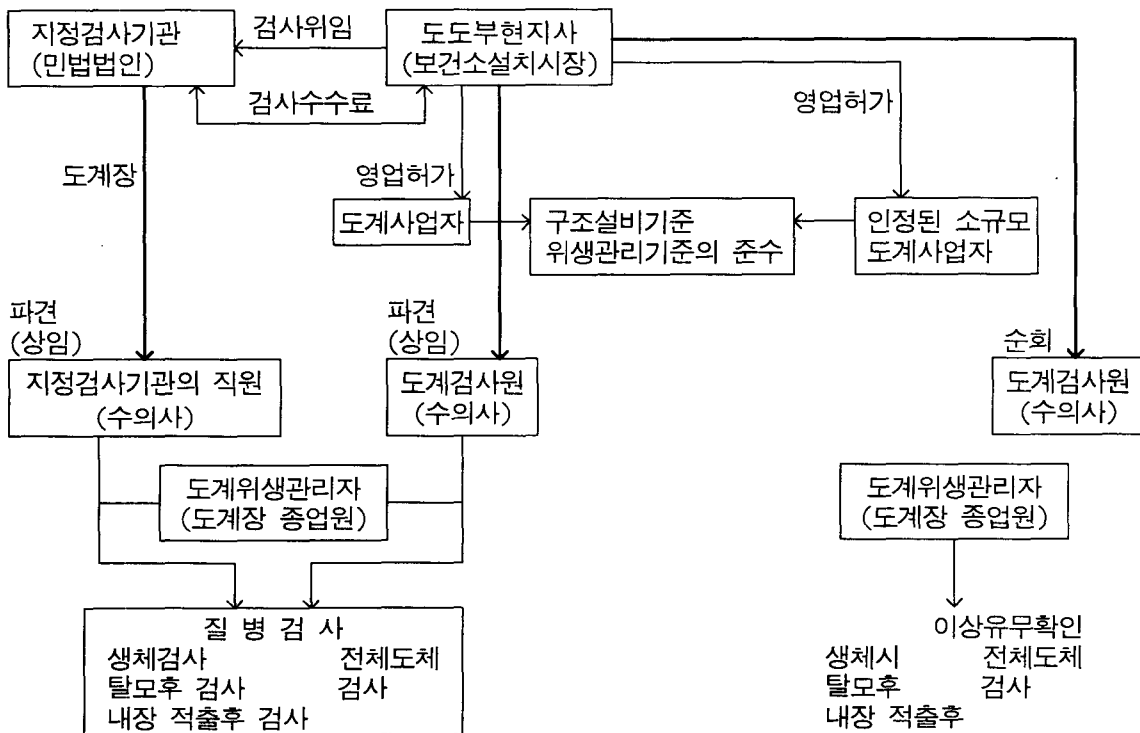 지정검사기관
(민법법인)
검사위임
도도부현지사
(보건소설치시장)
검사수수료
영업허가
도계장
영업허가
도계사업자
구조설비기준
위생관리기준의 준수
인정된 소규모
도계사업자
파견
(상임)
파견
(상임)
순회
지정검사기관의 직원
(수의사)
도계검사원
(수의사)
도계검사원
(수의사)
도계위생관리자
(도계장 종업원)
도계위생관리자
(도계장 종업원)
질 병 검 사
생체검사 전체도체
탈모후 검사 검사
내장 적출후 검사
이상유무확인
생체시 전체도체
탈모후 검사
내장 적출후